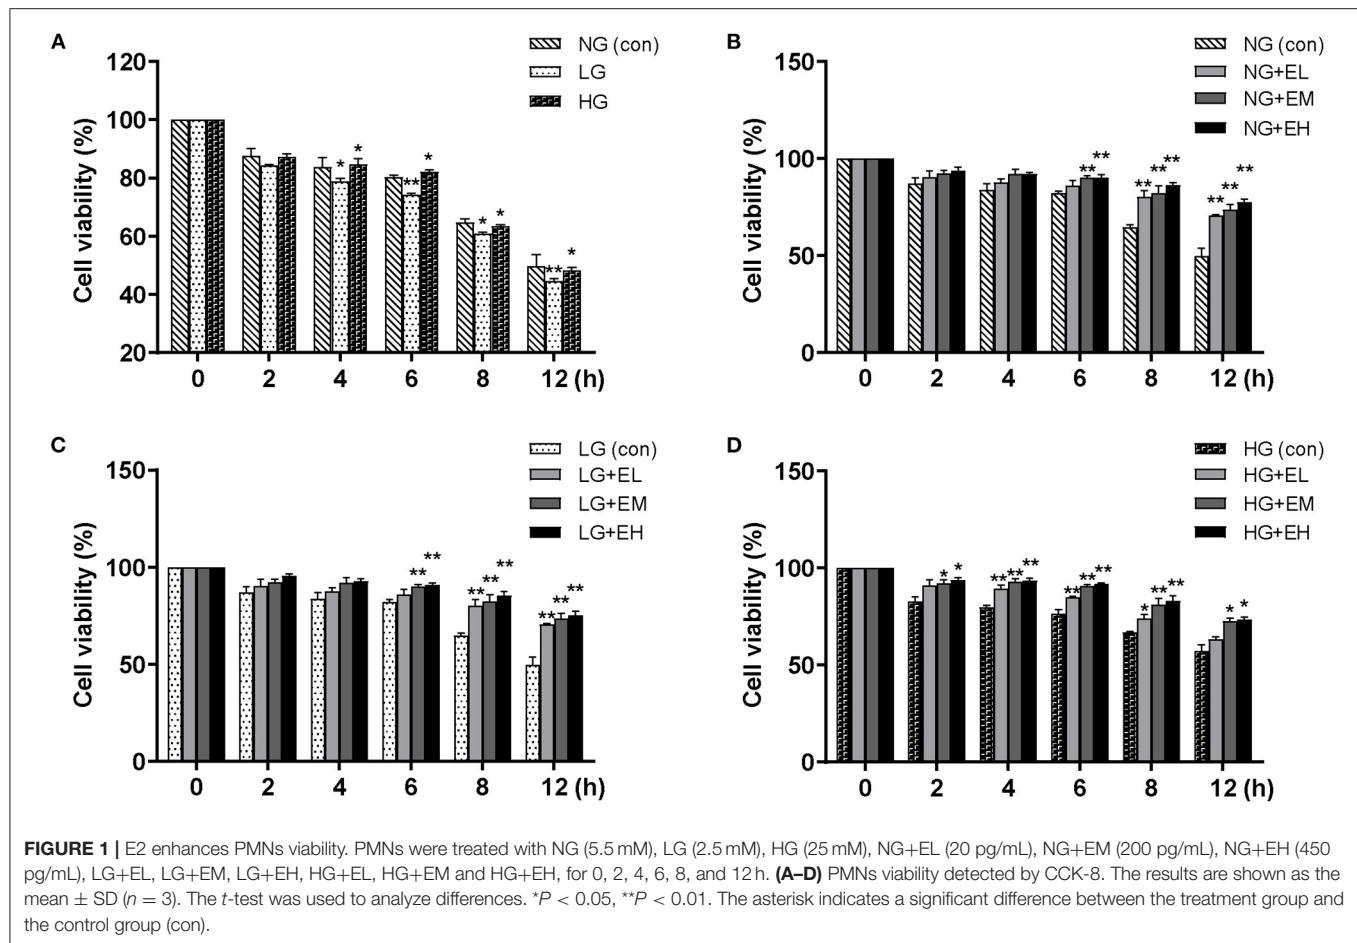 A
NG (con)
LG
HG
Cell viability (%)
120
100
80
60
40
20
* * ** * * * ** *
0 2 4 6 8 12 (h)
B
NG (con)
NG+EL
NG+EM
NG+EH
Cell viability (%)
150
100
50
0
** ** ** ** ** ** ** **
0 2 4 6 8 12 (h)
C
LG (con)
LG+EL
LG+EM
LG+EH
Cell viability (%)
150
100
50
0
** ** ** ** ** ** ** **
0 2 4 6 8 12 (h)
D
HG (con)
HG+EL
HG+EM
HG+EH
Cell viability (%)
150
100
50
0
* * ** ** ** ** ** ** * ** ** * *
0 2 4 6 8 12 (h)
FIGURE 1 | E2 enhances PMNs viability. PMNs were treated with NG (5.5 mM), LG (2.5 mM), HG (25 mM), NG+EL (20 pg/mL), NG+EM (200 pg/mL), NG+EH (450
pg/mL), LG+EL, LG+EM, LG+EH, HG+EL, HG+EM and HG+EH, for 0, 2, 4, 6, 8, and 12 h. (A–D) PMNs viability detected by CCK-8. The results are shown as the
mean ± SD (n = 3). The t-test was used to analyze differences. *P < 0.05, **P < 0.01. The asterisk indicates a significant difference between the treatment group and
the control group (con).